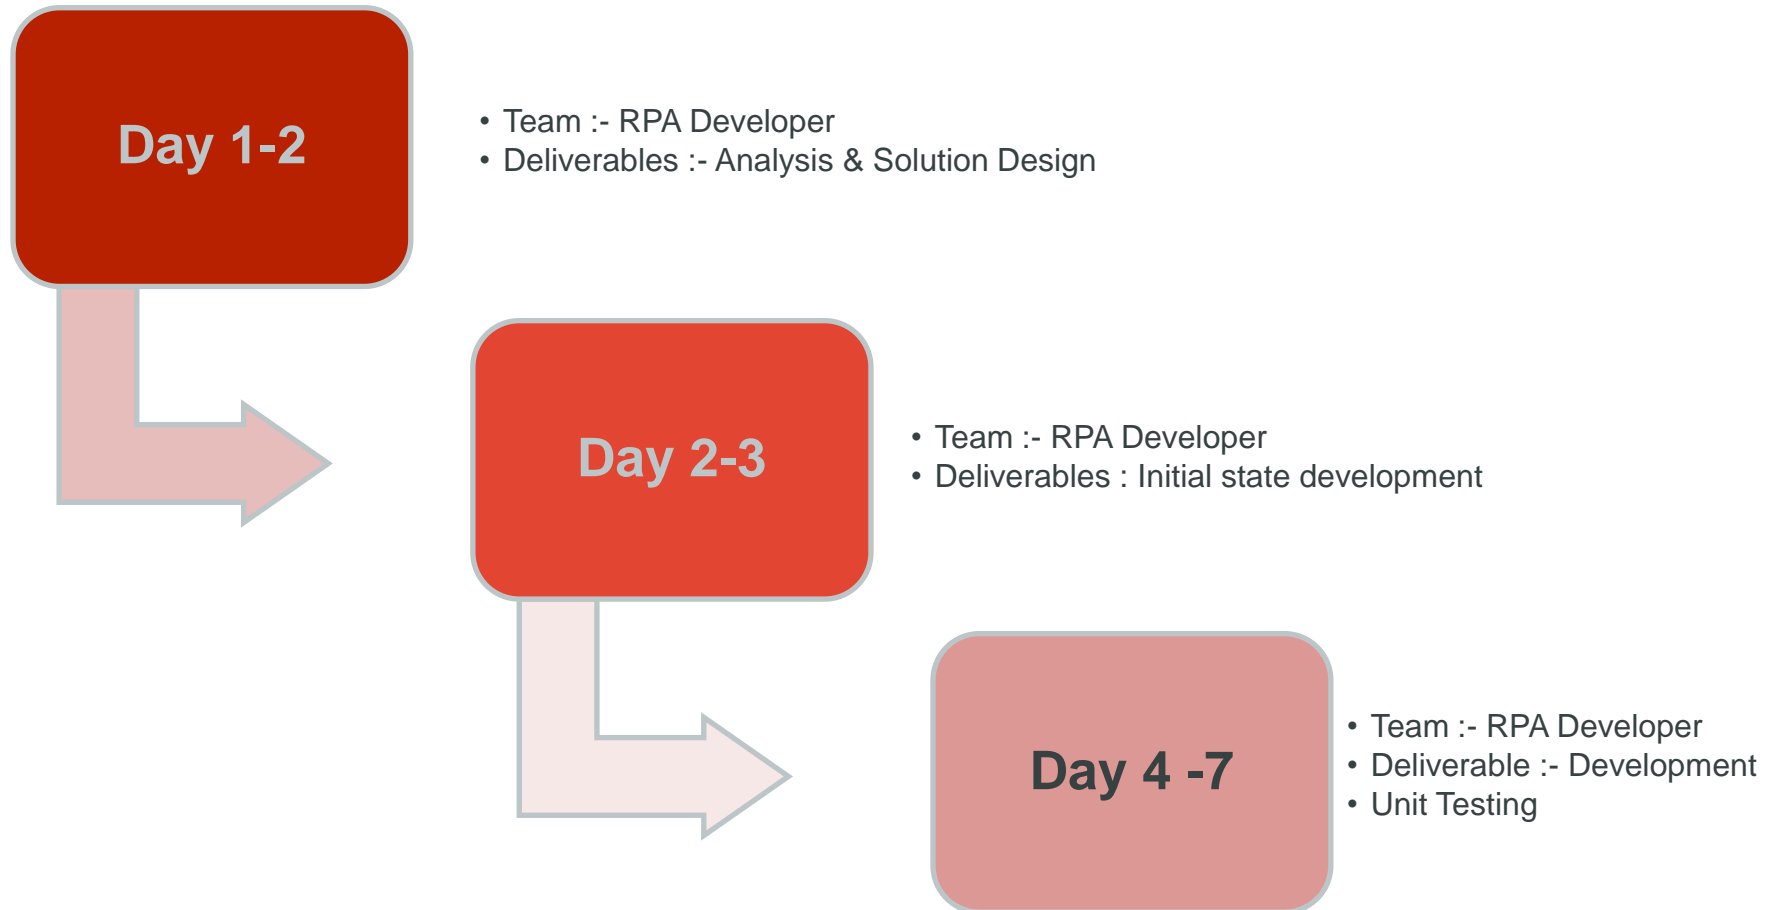 Day 1-2
• Team :- RPA Developer
• Deliverables :- Analysis & Solution Design
Day 2-3
• Team :- RPA Developer
• Deliverables : Initial state development
Day 4 -7
• Team :- RPA Developer
• Deliverable :- Development
• Unit Testing